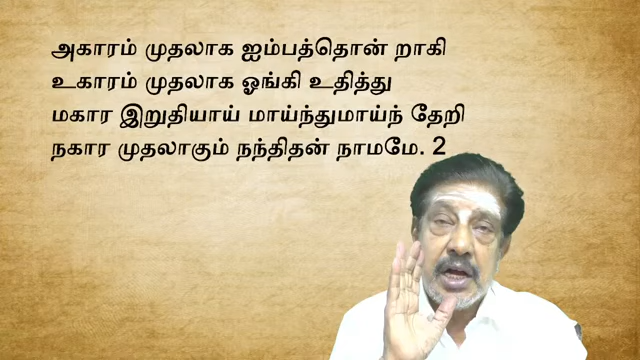 அகாரம் முதலாக ஐம்பத்தொன் றாகி
உகாரம் முதலாக ஓங்கி உதித்து
மகார இறுதியாய் மாய்ந்துமாய்ந் தேறி
நகார முதலாகும் நந்திதன் நாமமே. 2